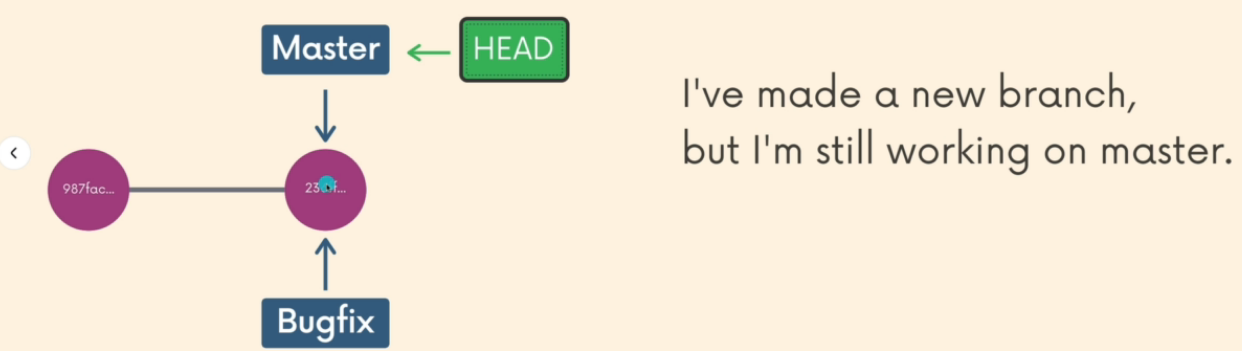 Master
HEAD
I've made a new branch,
but I'm still working on master.
987fac...
Bugfix